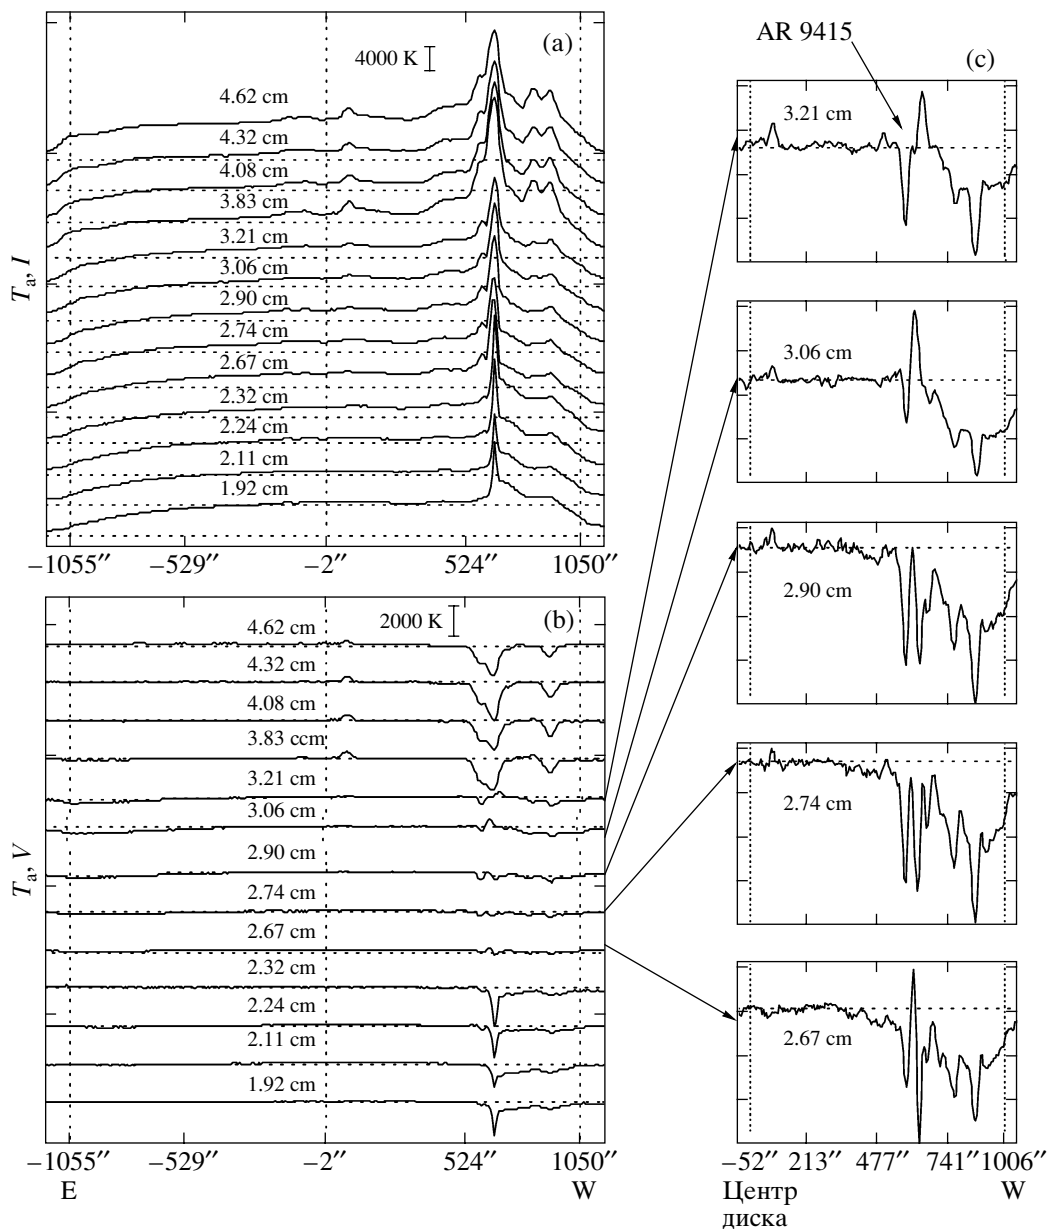 (a)
4000 K
4.62 cm
4.32 cm
4.08 cm
3.83 cm
3.21 cm
3.06 cm
2.90 cm
2.74 cm
2.67 cm
2.32 cm
2.24 cm
2.11 cm
1.92 cm
Ta, I
−1055″ −529″ −2″ 524″ 1050″
(b)
2000 K
4.62 cm
4.32 cm
4.08 cm
3.83 ccm
3.21 cm
3.06 cm
2.90 cm
2.74 cm
2.67 cm
2.32 cm
2.24 cm
2.11 cm
1.92 cm
Ta, V
−1055″ −529″ −2″ 524″ 1050″
E W
AR 9415
(c)
3.21 cm
3.06 cm
2.90 cm
2.74 cm
2.67 cm
−52″ 213″ 477″ 741″ 1006″
Центр W
диска